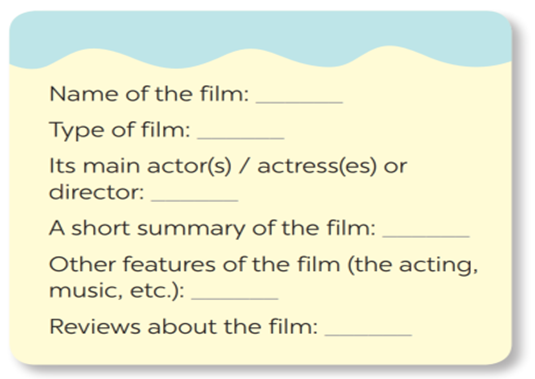 Name of the film: ________
Type of film: ________
Its main actor(s) / actress(es) or
director: ________
A short summary of the film: ________
Other features of the film (the acting,
music, etc.): ________
Reviews about the film: ________